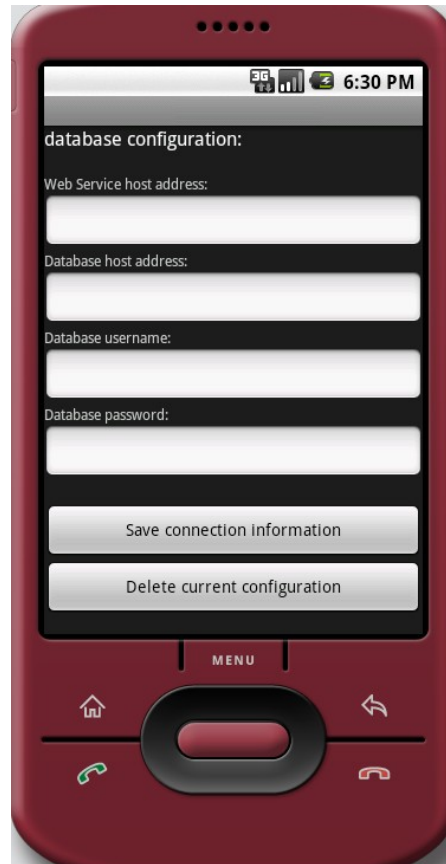 3G
6:30 PM
database configuration:
Web Service host address:
Database host address:
Database username:
Database password:
Save connection information
Delete current configuration
MENU